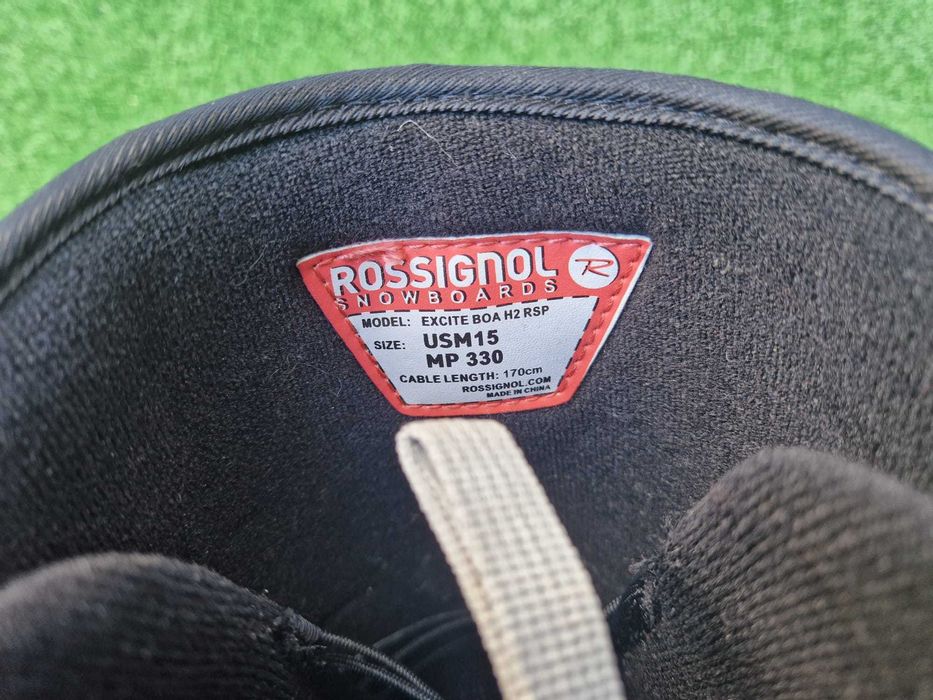 ROSSIGNOL R
SNOWBOARDS
MODEL: EXCITE BOA H2 RSP
SIZE: USM15
MP 330
CABLE LENGTH: 170cm
ROSSIGNOL.COM
MADE IN CHINA